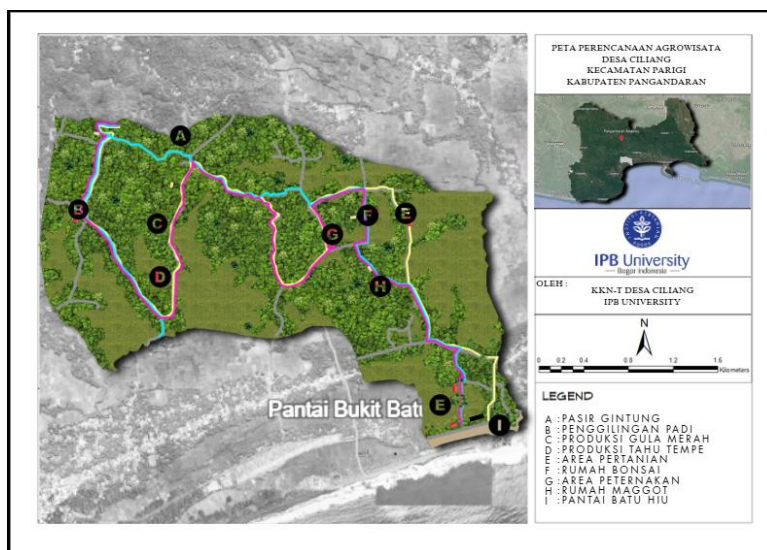 PETA PERENCANAAN AGROWISATA
DESA CILIANG
KECAMATAN PARIGI
KABUPATEN PANGANDARAN
IPB University
Bogor Indonesia
OLEH :
KKN-T DESA CILIANG
IPB UNIVERSITY
N
0 0.2 0.4 0.8 1.2 1.6
Kilometers
LEGEND
A : PASIR GINTUNG
B : PENGGILINGAN PADI
C : PRODUKSI GULA MERAH
D : PRODUKSI TAHU TEMPE
E : AREA PERTANIAN
F : RUMAH BONSAI
G : AREA PETERNAKAN
H : RUMAH MAGGOT
I : PANTAI BATU HIU
A
B
C
D
E
F
G
H
E
I
Pantai Bukit Batu